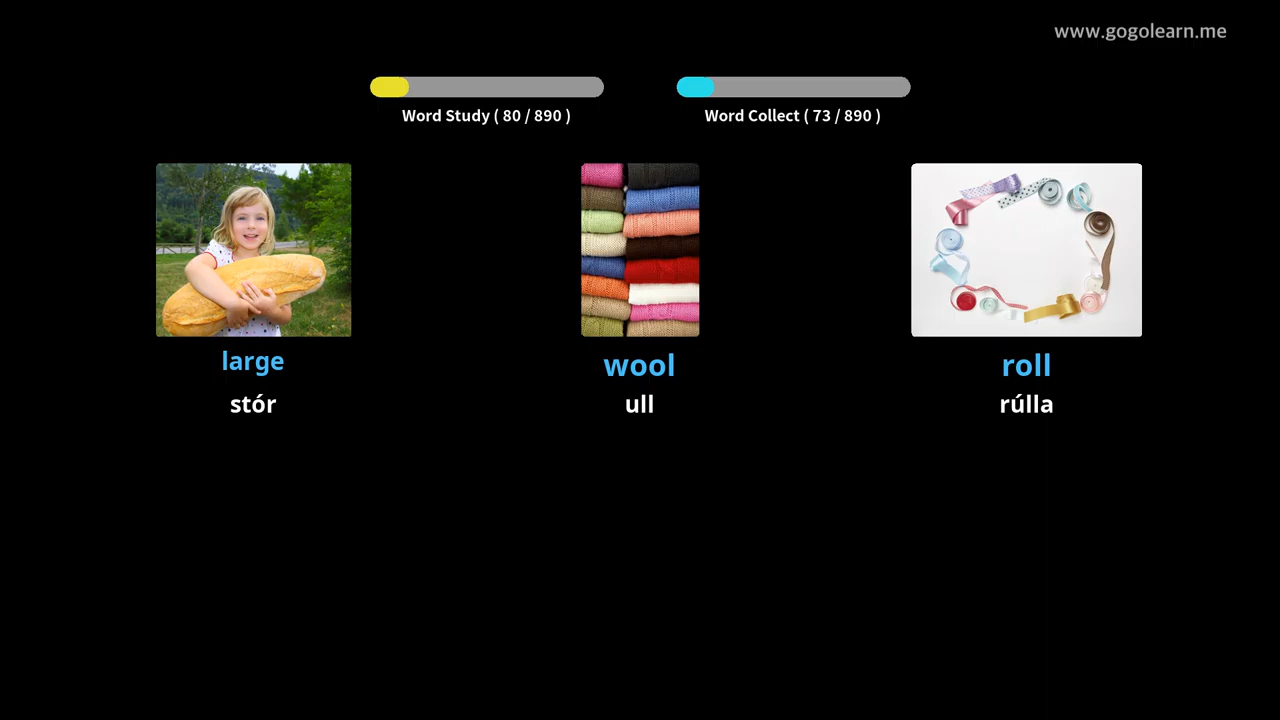 www.gogolearn.me
Word Study ( 80 / 890 )
Word Collect ( 73 / 890 )
large
wool
roll
stór
ull
rúlla